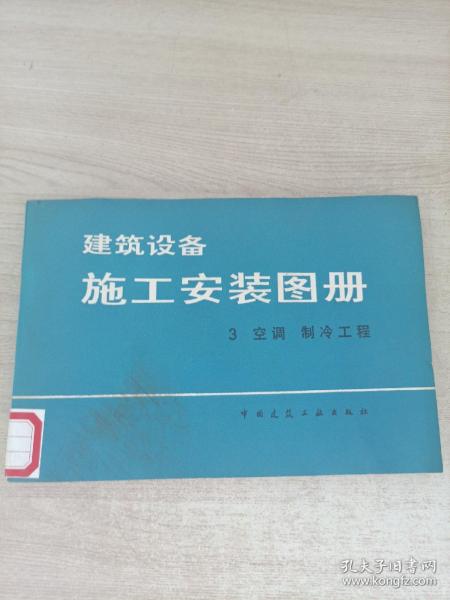 建筑设备
施工安装图册
3 空调 制冷工程
中国建筑工业出版社
孔夫子旧书网
www.kongfz.com